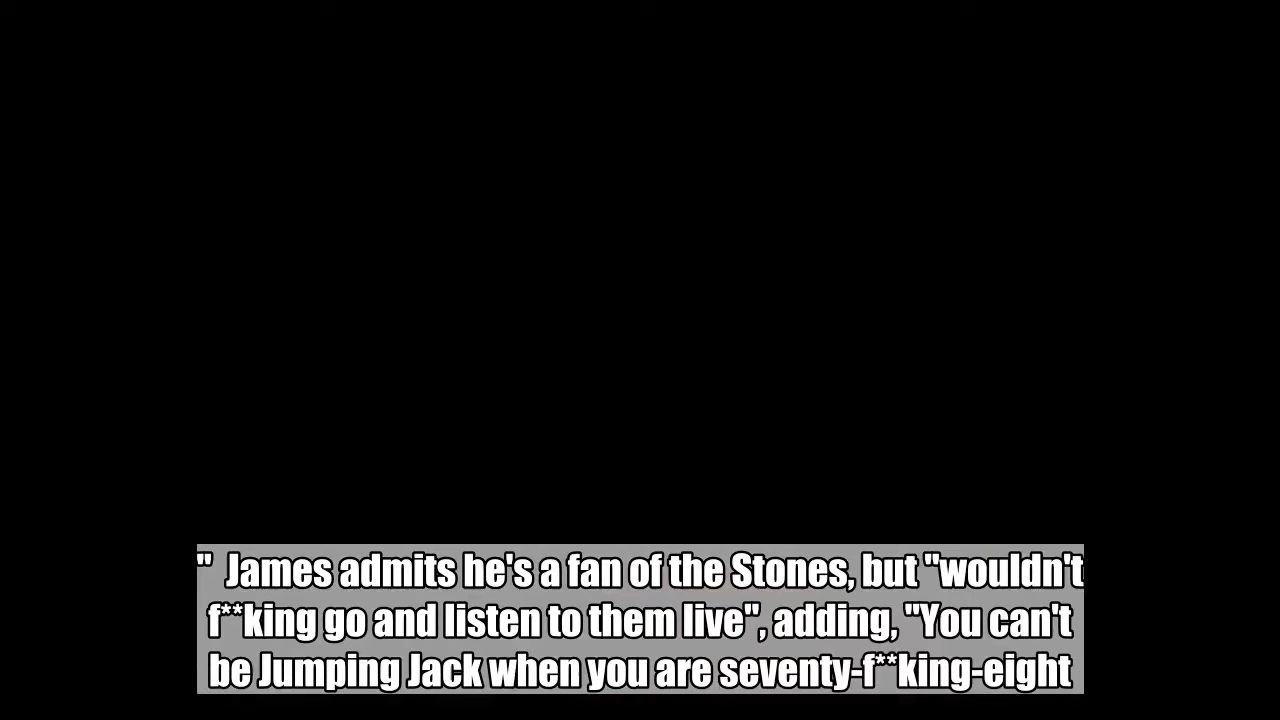 " James admits he's a fan of the Stones, but "wouldn't
f**king go and listen to them live", adding, "You can't
be Jumping Jack when you are seventy-f**king-eight